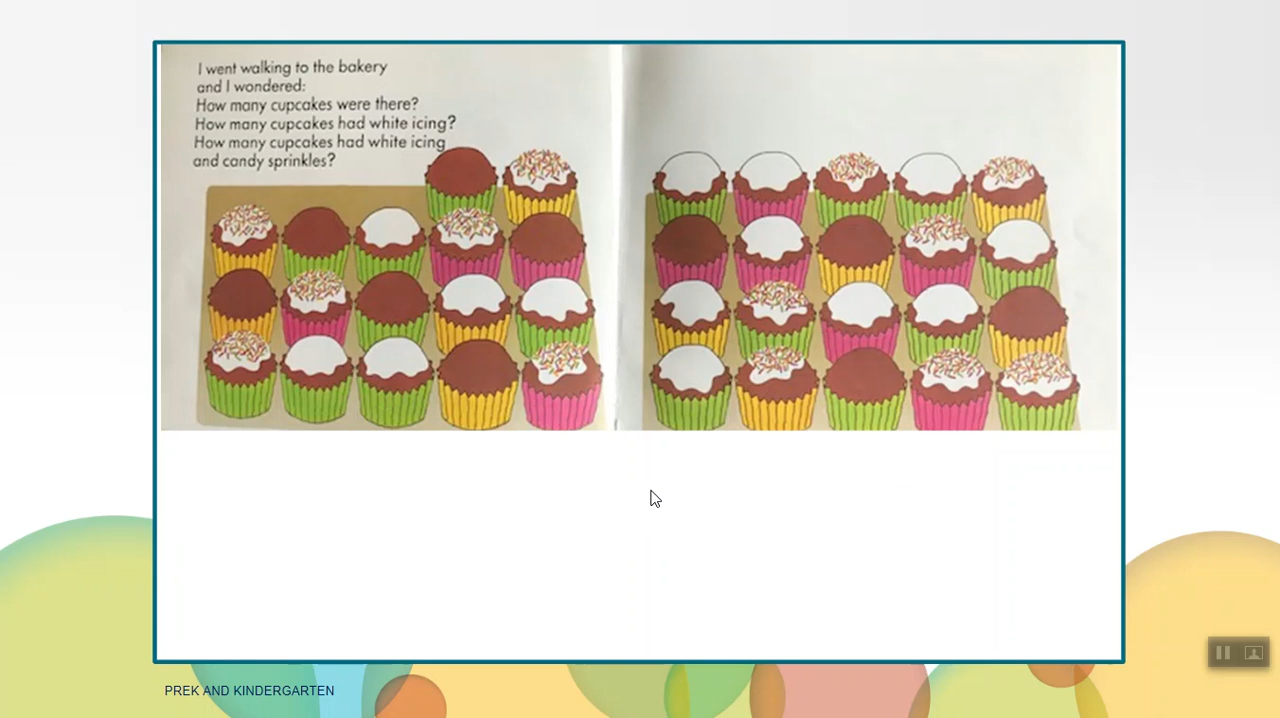 I went walking to the bakery
and I wondered:
How many cupcakes were there?
How many cupcakes had white icing?
How many cupcakes had white icing
and candy sprinkles?
PREK AND KINDERGARTEN